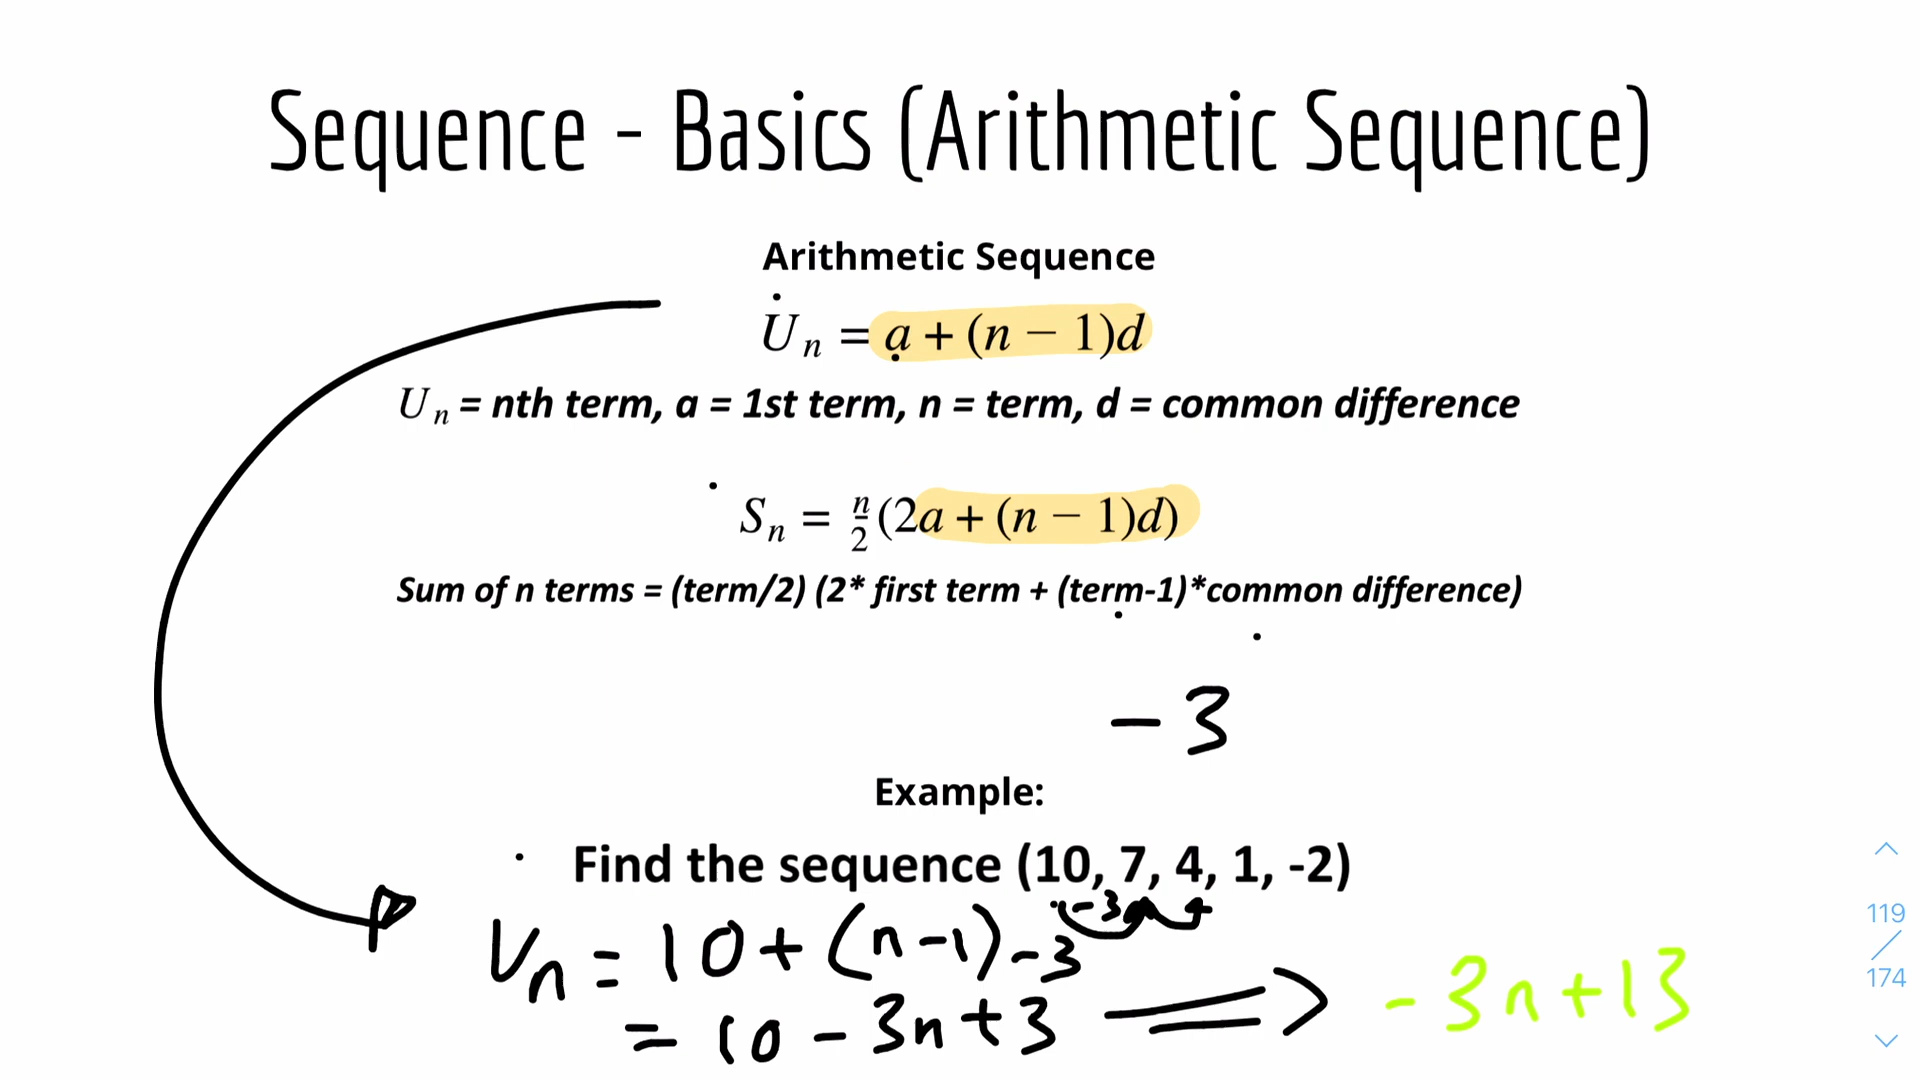 Sequence - Basics (Arithmetic Sequence)
Arithmetic Sequence
Uₙ = a + (n − 1)d
Uₙ = nth term, a = 1st term, n = term, d = common difference
Sₙ = n/2 (2a + (n − 1)d)
Sum of n terms = (term/2) (2* first term + (term-1)*common difference)
-3
Example:
Find the sequence (10, 7, 4, 1, -2)
-3
Uₙ = 10 + (n-1) -3
= 10 - 3n + 3 ⟹ -3n+13
119
/
174